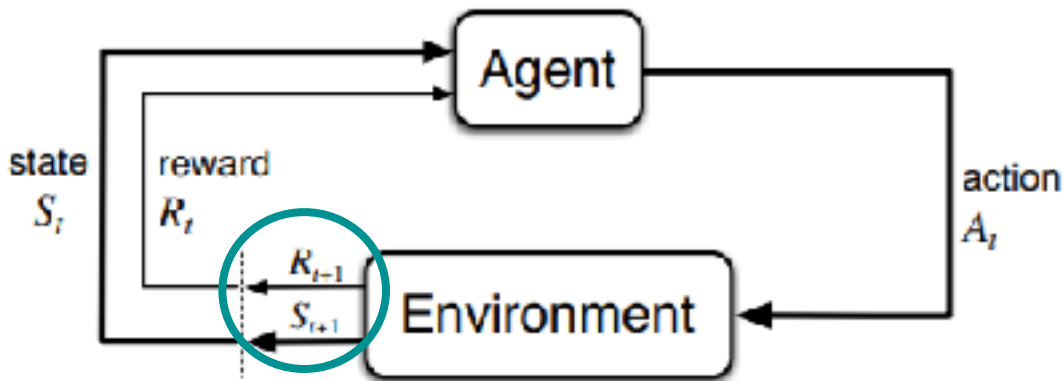 Agent
state
S_t
reward
R_t
action
A_t
R_{t+1}
S_{t+1}
Environment